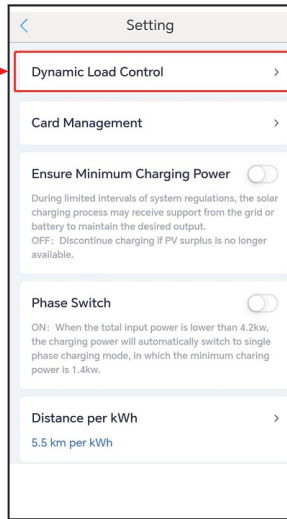 Setting
Dynamic Load Control
Card Management
Ensure Minimum Charging Power
During limited intervals of system regulations, the solar
charging process may receive support from the grid or
battery to maintain the desired output.
OFF: Discontinue charging if PV surplus is no longer
available.
Phase Switch
ON: When the total input power is lower than 4.2kw,
the charging power will automatically switch to single
phase charging mode, in which the minimum charing
power is 1.4kw.
Distance per kWh
5.5 km per kWh